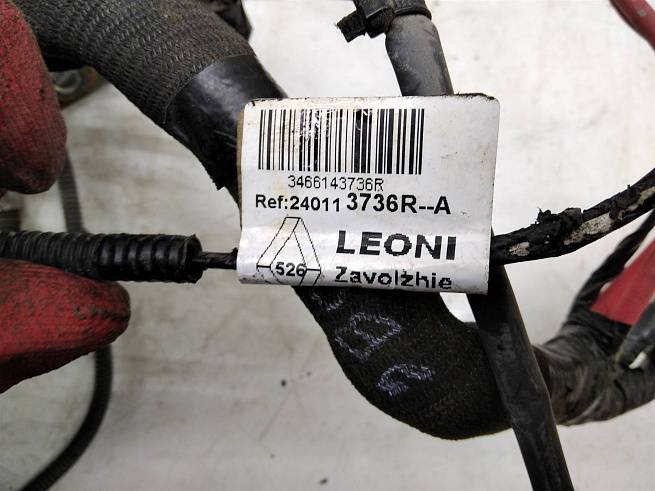 3466143736R
Ref:24011 3736R--A
526
LEONI
Zavolzhie